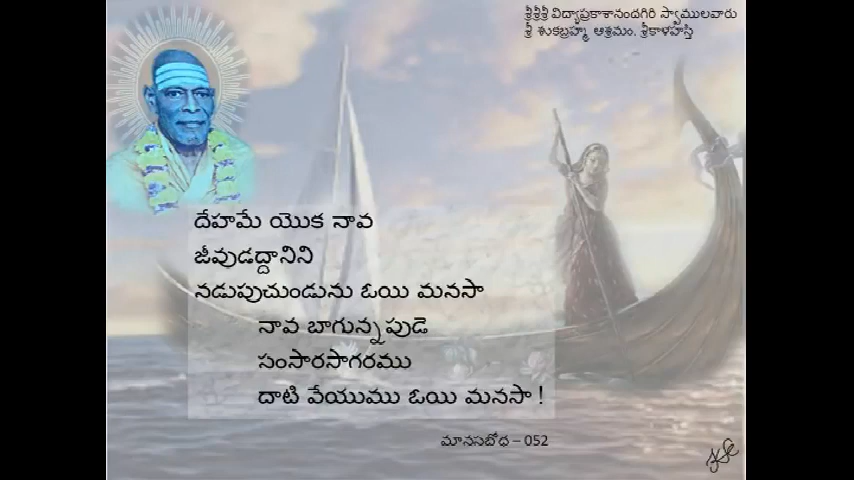 శ్రీశ్రీశ్రీ విద్యాప్రకాశానందగిరి స్వాములవారు
శ్రీ శుకబ్రహ్మ ఆశ్రమం, శ్రీకాళహస్తి
దేహమే యొక నావ
జీవుడద్దానిని
నడుపుచుండును ఓయి మనసా
నావ బాగున్నపుడె
సంసారసాగరము
దాటి వేయుము ఓయి మనసా !
మానసబోధ – 052